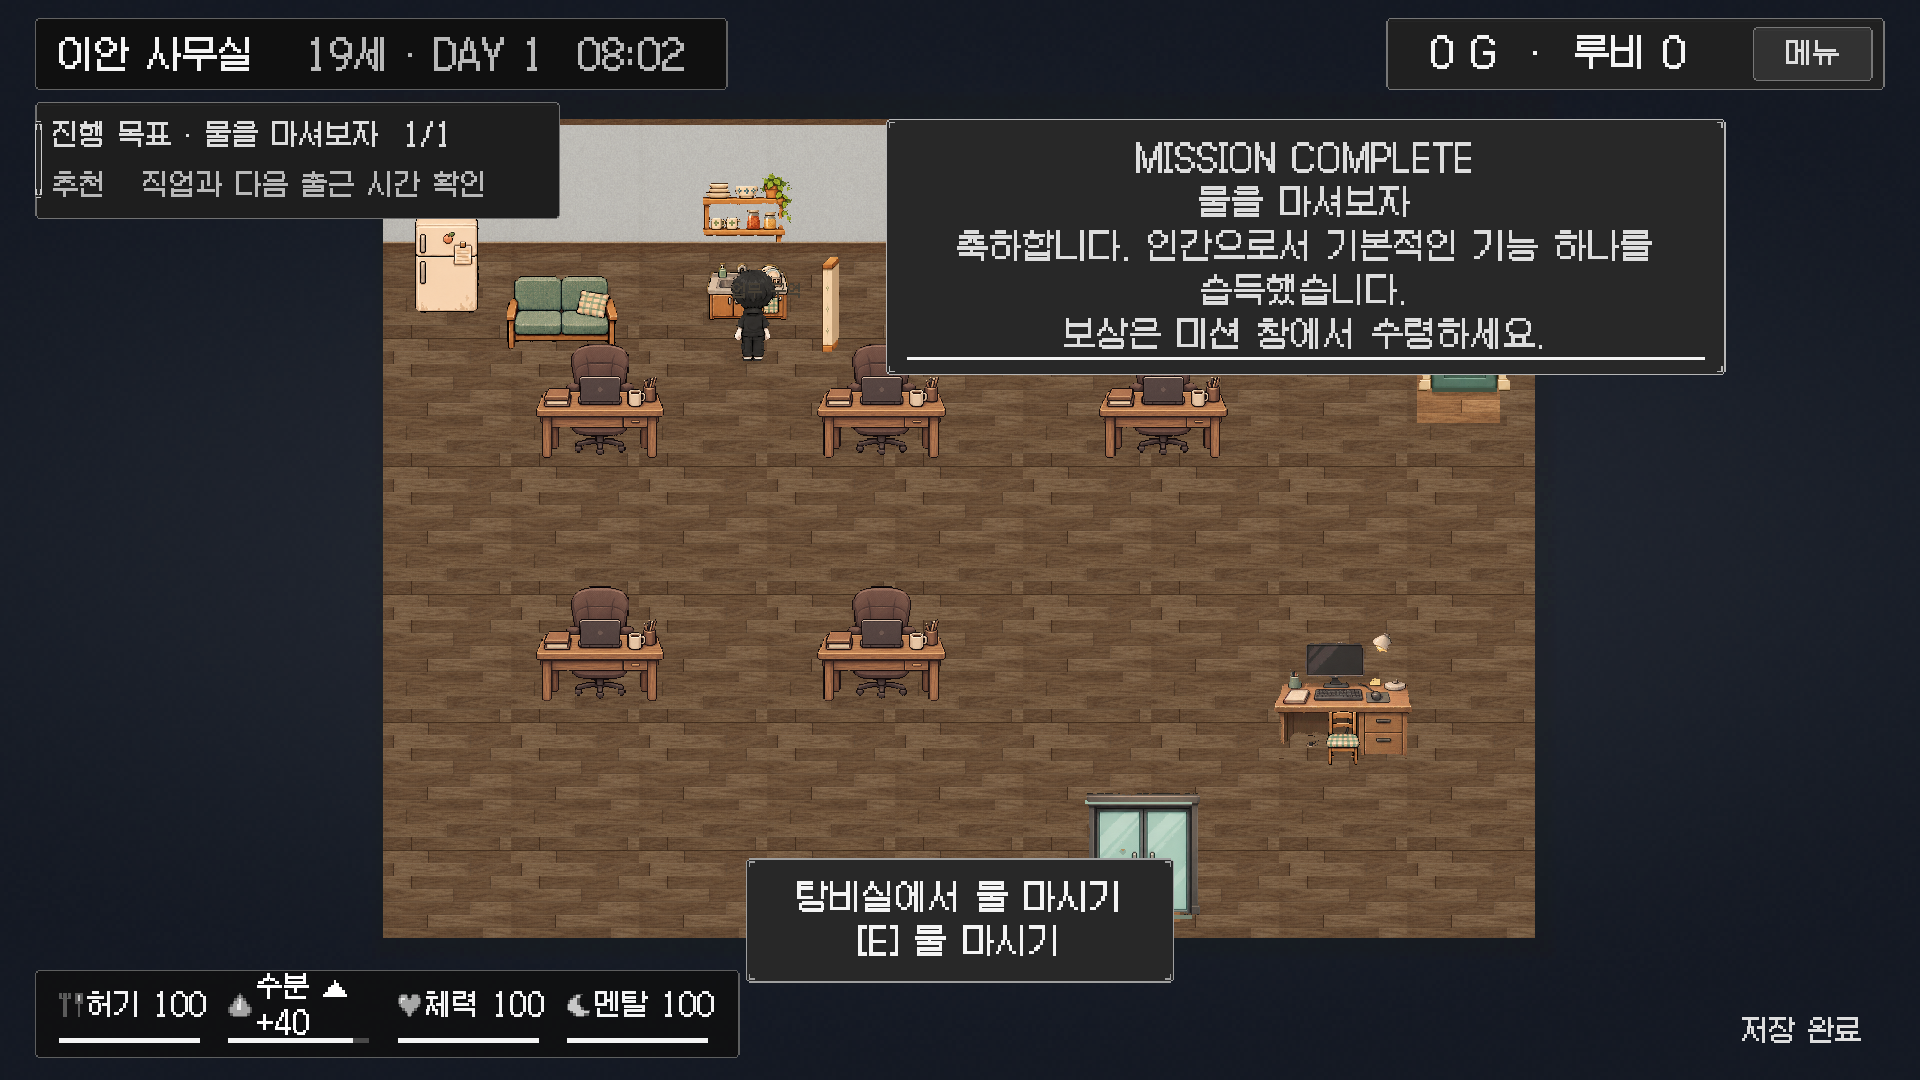 이안 사무실 19세 · DAY 1 08:02
0 G · 루비 0 메뉴
진행 목표 · 물을 마셔보자 1/1
추천 직업과 다음 출근 시간 확인
MISSION COMPLETE
물을 마셔보자
축하합니다. 인간으로서 기본적인 기능 하나를
습득했습니다.
보상은 미션 창에서 수령하세요.
탕비실에서 물 마시기
[E] 물 마시기
허기 100 수분 ▲ +40 체력 100 멘탈 100
저장 완료